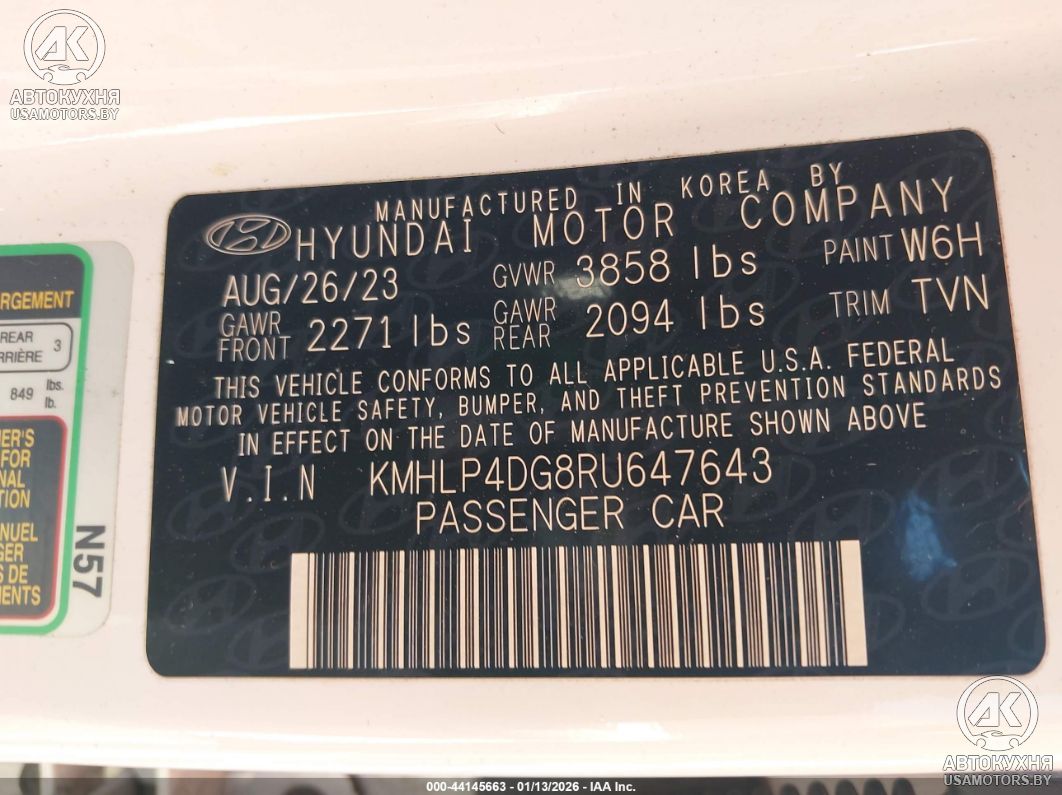 АВТОКУХНЯ
USAMOTORS.BY
MANUFACTURED IN KOREA BY
HYUNDAI MOTOR COMPANY
AUG/26/23 GVWR 3858 lbs PAINT W6H
GAWR FRONT 2271 lbs GAWR REAR 2094 lbs TRIM TVN
THIS VEHICLE CONFORMS TO ALL APPLICABLE U.S.A. FEDERAL
MOTOR VEHICLE SAFETY, BUMPER, AND THEFT PREVENTION STANDARDS
IN EFFECT ON THE DATE OF MANUFACTURE SHOWN ABOVE
V.I.N KMHLP4DG8RU647643
PASSENGER CAR
REAR
3
849 lbs.
lb.
FOR
N57
АВТОКУХНЯ
USAMOTORS.BY
000-44145663 - 01/13/2026 - IAA Inc.